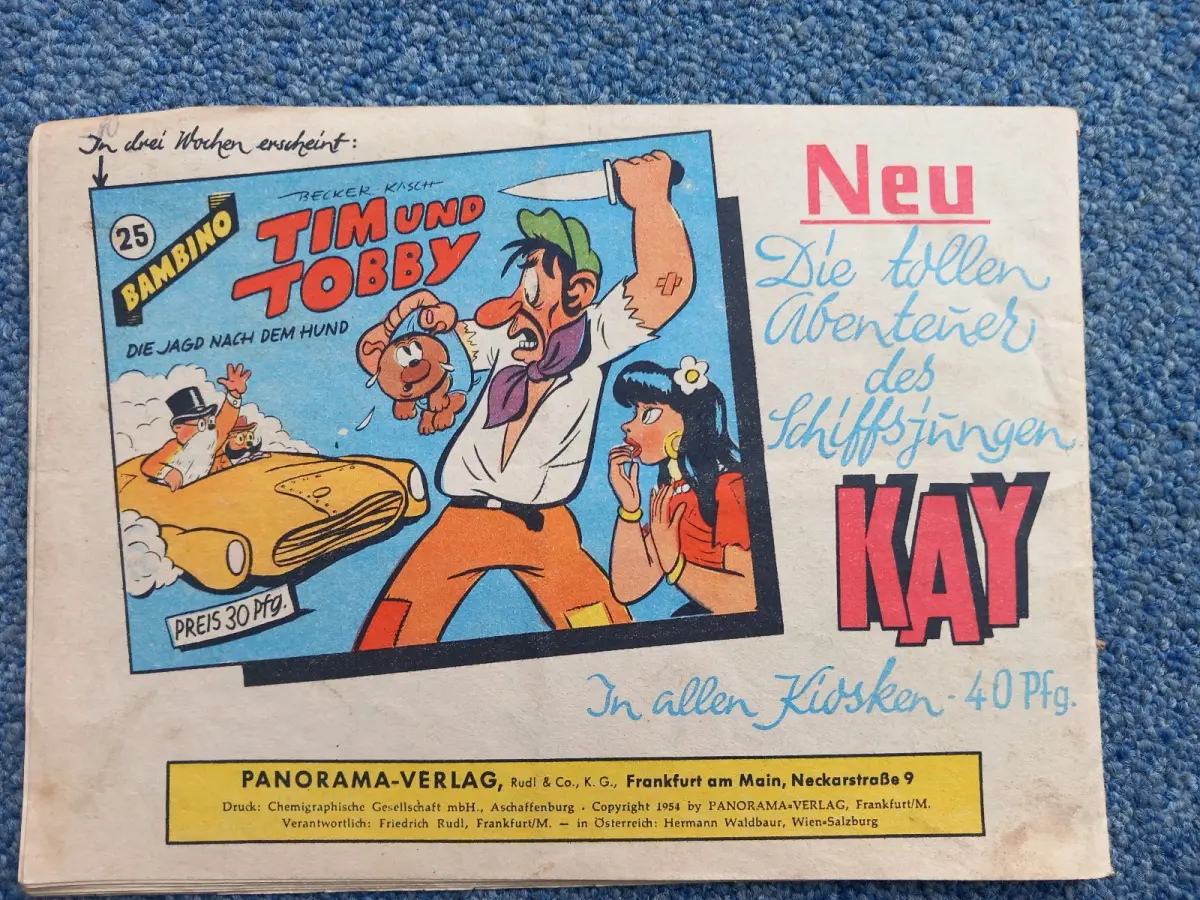 In drei Wochen erscheint:
BECKER-KASCH
25
BAMBINO
TIM UND
TOBBY
DIE JAGD NACH DEM HUND
PREIS 30 Pfg.
Neu
Die tollen
Abenteuer
des
Schiffsjungen
KAY
In allen Kiosken - 40 Pfg.
PANORAMA-VERLAG, Rudl & Co., K. G., Frankfurt am Main, Neckarstraße 9
Druck: Chemigraphische Gesellschaft mbH., Aschaffenburg · Copyright 1954 by PANORAMA-VERLAG, Frankfurt/M.
Verantwortlich: Friedrich Rudl, Frankfurt/M. — in Österreich: Hermann Waldbaur, Wien-Salzburg